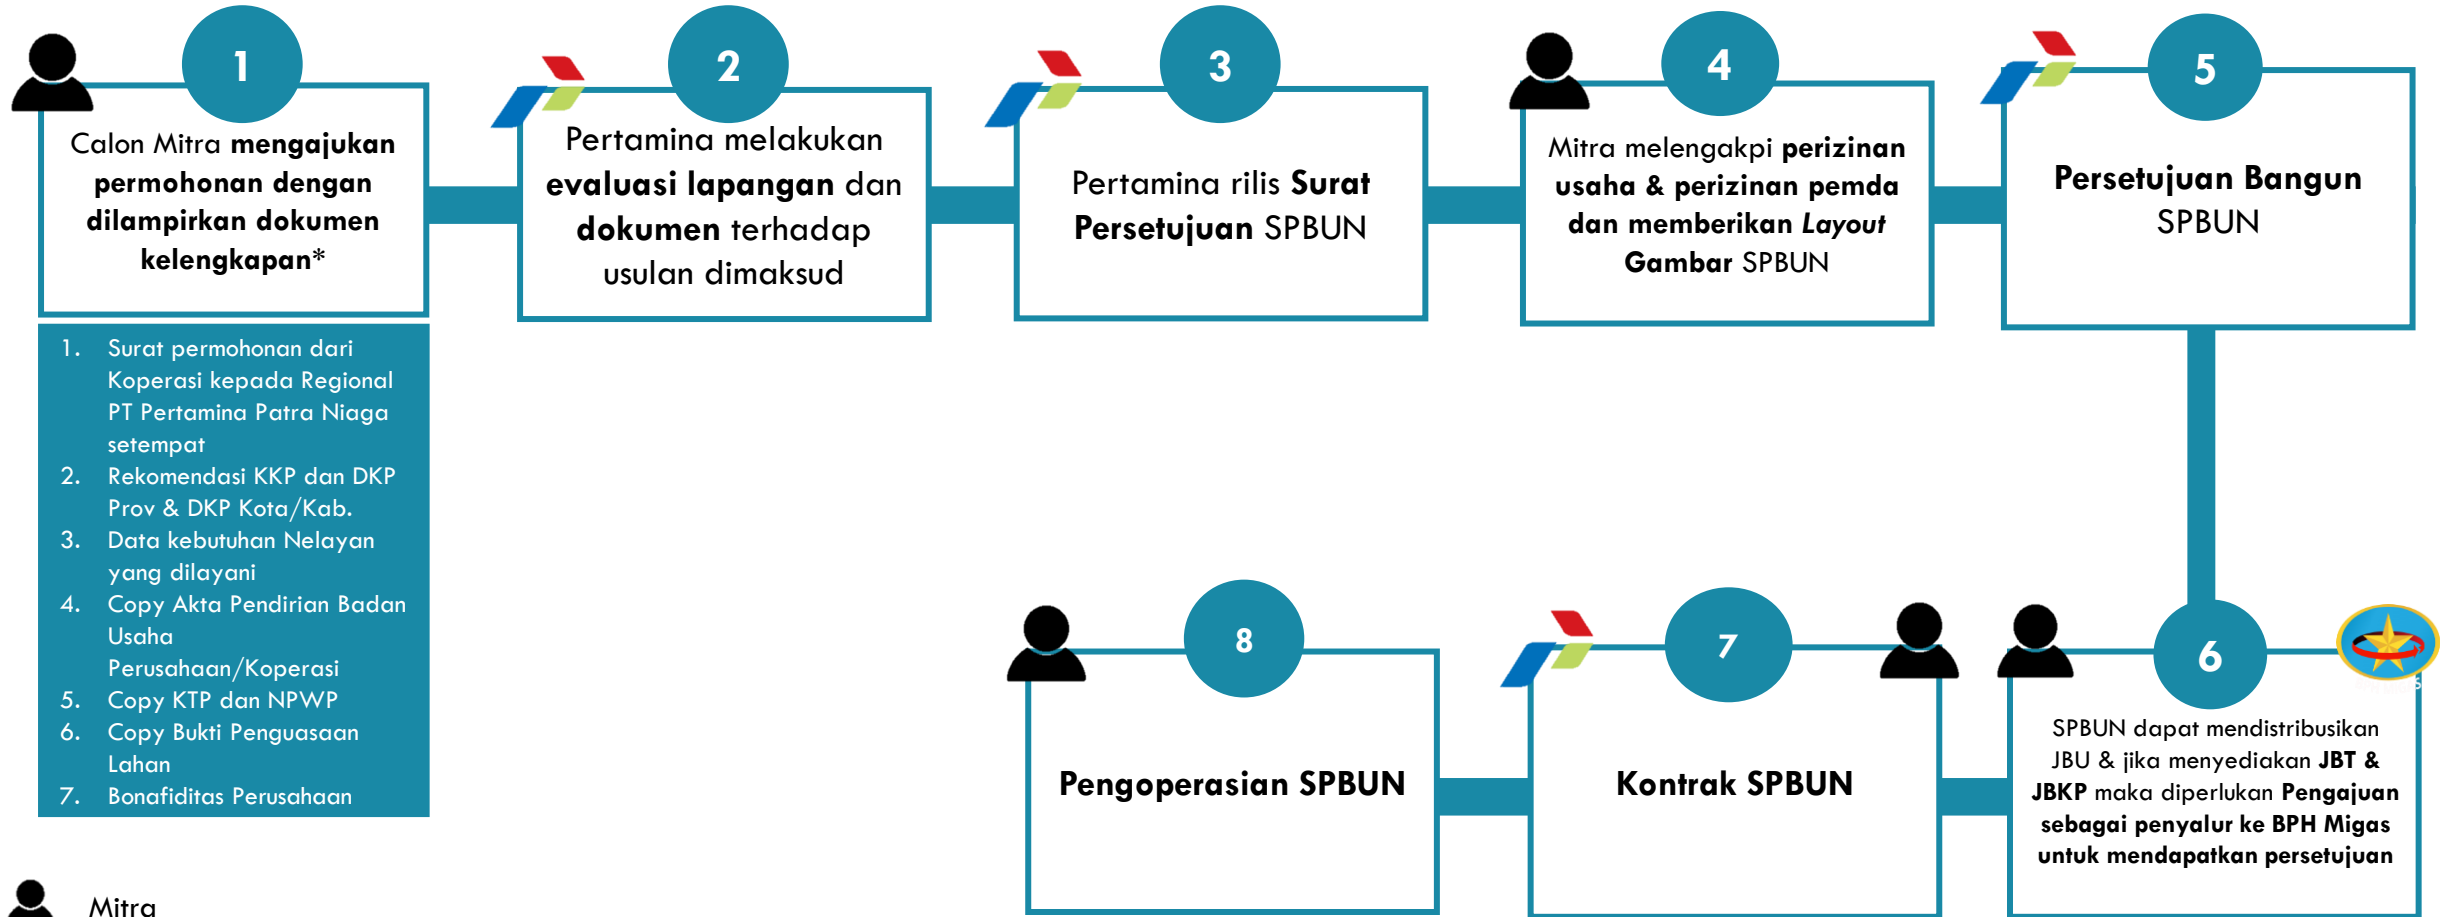 1
Calon Mitra mengajukan
permohonan dengan
dilampirkan dokumen
kelengkapan*
1. Surat permohonan dari
Koperasi kepada Regional
PT Pertamina Patra Niaga
setempat
2. Rekomendasi KKP dan DKP
Prov & DKP Kota/Kab.
3. Data kebutuhan Nelayan
yang dilayani
4. Copy Akta Pendirian Badan
Usaha
Perusahaan/Koperasi
5. Copy KTP dan NPWP
6. Copy Bukti Penguasaan
Lahan
7. Bonafiditas Perusahaan
2
Pertamina melakukan
evaluasi lapangan dan
dokumen terhadap
usulan dimaksud
3
Pertamina rilis Surat
Persetujuan SPBUN
4
Mitra melengakpi perizinan
usaha & perizinan pemda
dan memberikan Layout
Gambar SPBUN
5
Persetujuan Bangun
SPBUN
6
SPBUN dapat mendistribusikan
JBU & jika menyediakan JBT &
JBKP maka diperlukan Pengajuan
sebagai penyalur ke BPH Migas
untuk mendapatkan persetujuan
7
Kontrak SPBUN
8
Pengoperasian SPBUN
Mitra